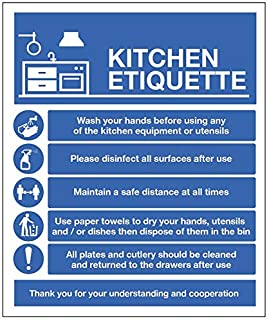 KITCHEN
ETIQUETTE
Wash your hands before using any
of the kitchen equipment or utensils
Please disinfect all surfaces after use
Maintain a safe distance at all times
Use paper towels to dry your hands, utensils
and / or dishes then dispose of them in the bin
All plates and cutlery should be cleaned
and returned to the drawers after use
Thank you for your understanding and cooperation